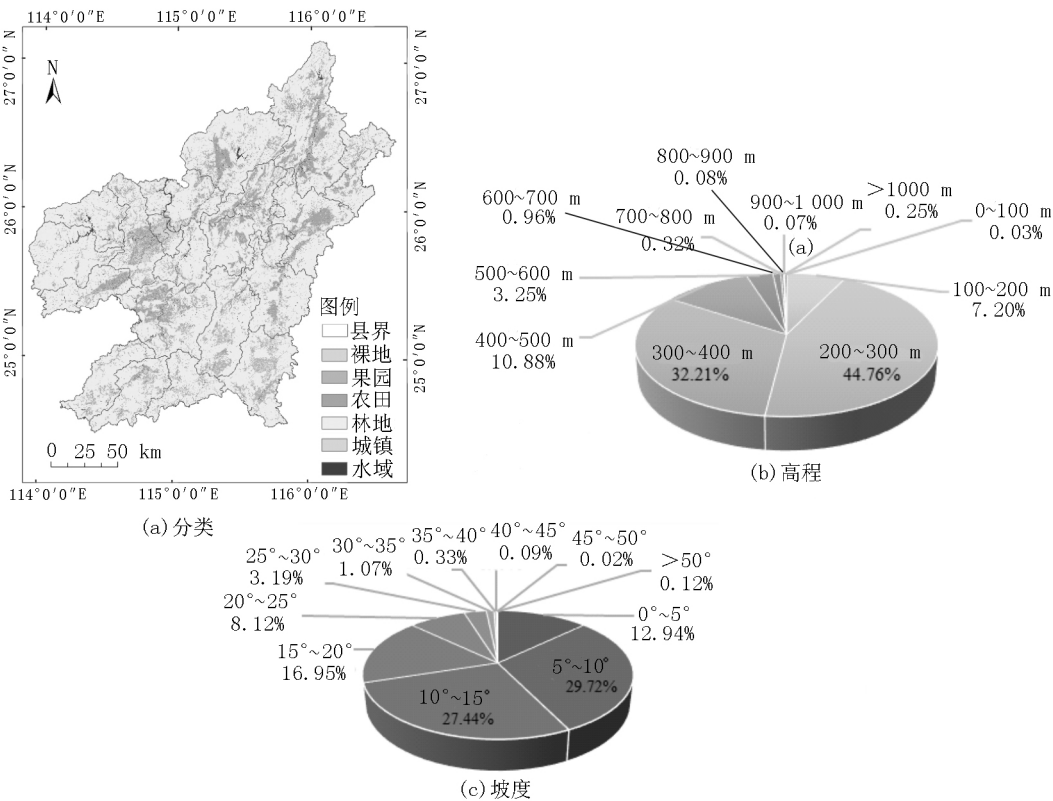 114°0′0″E 115°0′0″E 116°0′0″E
27°0′0″ N
26°0′0″ N
25°0′0″ N
27°0′0″ N
26°0′0″ N
25°0′0″ N
N
图例
县界
裸地
果园
农田
林地
城镇
水域
0 25 50 km
114°0′0″E 115°0′0″E 116°0′0″E
(a)分类
800~900 m
0.08%
600~700 m
0.96%
700~800 m
0.32%
900~1 000 m
0.07%
(a)
>1000 m
0.25%
0~100 m
0.03%
500~600 m
3.25%
100~200 m
7.20%
400~500 m
10.88%
300~400 m
32.21%
200~300 m
44.76%
(b)高程
25°~30°
3.19%
30°~35°
1.07%
35°~40°
0.33%
40°~45°
0.09%
45°~50°
0.02%
>50°
0.12%
20°~25°
8.12%
0°~5°
12.94%
15°~20°
16.95%
5°~10°
29.72%
10°~15°
27.44%
(c)坡度